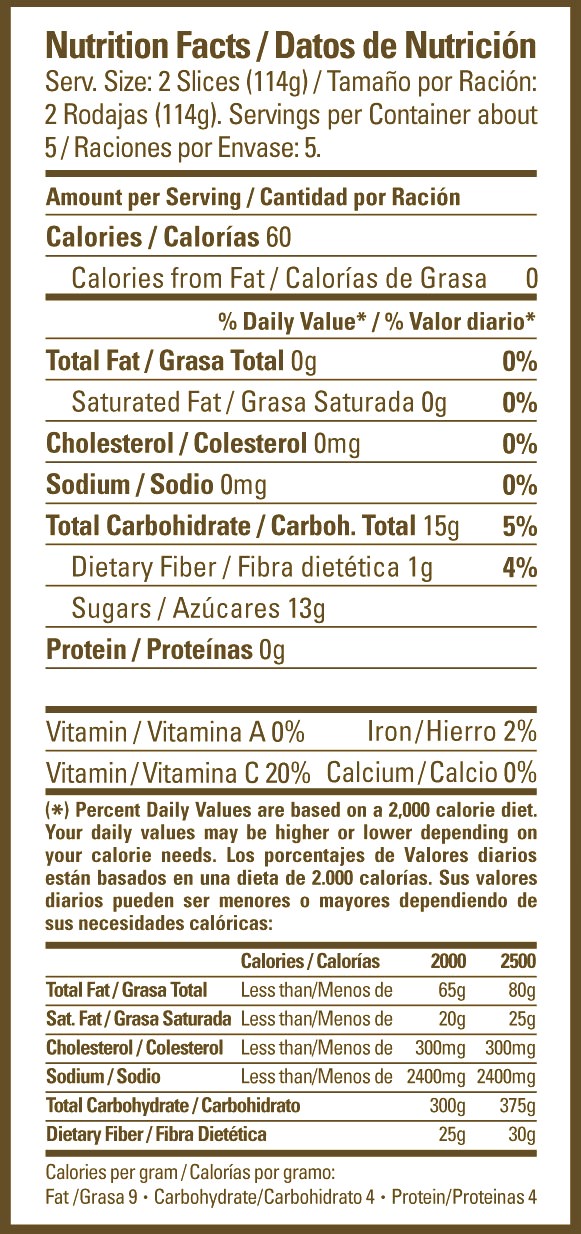 Nutrition Facts / Datos de Nutrición
Serv. Size: 2 Slices (114g) / Tamaño por Ración:
2 Rodajas (114g). Servings per Container about
5 / Raciones por Envase: 5.
Amount per Serving / Cantidad por Ración
Calories / Calorías 60
Calories from Fat / Calorías de Grasa 0
% Daily Value* / % Valor diario*
Total Fat / Grasa Total 0g 0%
Saturated Fat / Grasa Saturada 0g 0%
Cholesterol / Colesterol 0mg 0%
Sodium / Sodio 0mg 0%
Total Carbohidrate / Carboh. Total 15g 5%
Dietary Fiber / Fibra dietética 1g 4%
Sugars / Azúcares 13g
Protein / Proteínas 0g
Vitamin / Vitamina A 0% Iron / Hierro 2%
Vitamin / Vitamina C 20% Calcium / Calcio 0%
(*) Percent Daily Values are based on a 2,000 calorie diet.
Your daily values may be higher or lower depending on
your calorie needs. Los porcentajes de Valores diarios
están basados en una dieta de 2.000 calorías. Sus valores
diarios pueden ser menores o mayores dependiendo de
sus necesidades calóricas:
Calories / Calorías 2000 2500
Total Fat / Grasa Total Less than/Menos de 65g 80g
Sat. Fat / Grasa Saturada Less than/Menos de 20g 25g
Cholesterol / Colesterol Less than/Menos de 300mg 300mg
Sodium / Sodio Less than/Menos de 2400mg 2400mg
Total Carbohydrate / Carbohidrato 300g 375g
Dietary Fiber / Fibra Dietética 25g 30g
Calories per gram / Calorías por gramo:
Fat /Grasa 9 • Carbohydrate/Carbohidrato 4 • Protein/Proteinas 4